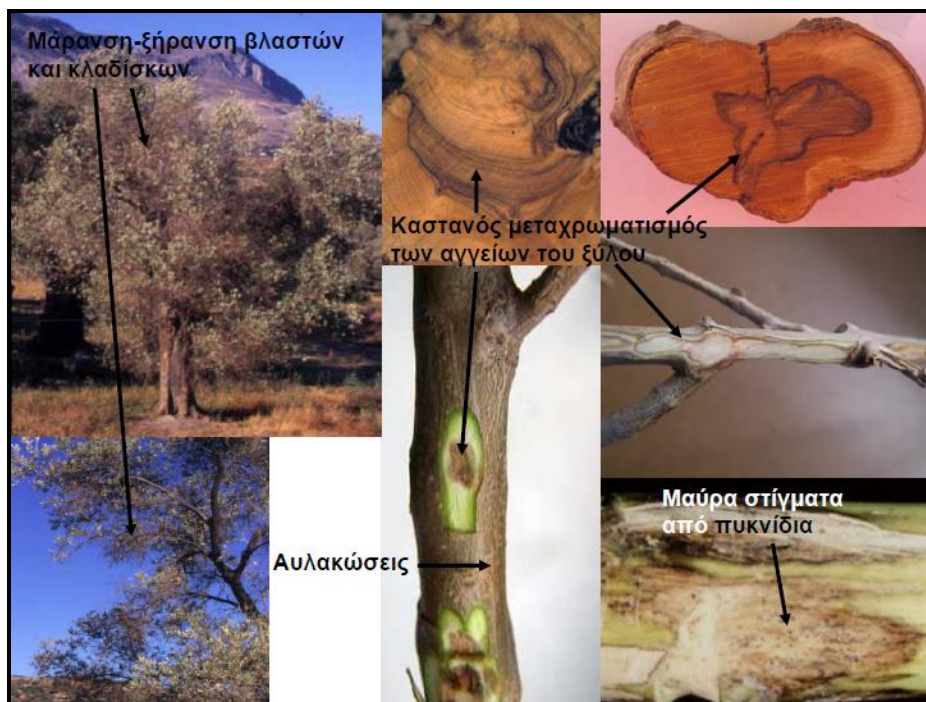 Μάρανση-ξήρανση βλαστών
και κλαδίσκων
Καστανός μεταχρωματισμός
των αγγείων του ξύλου
Μαύρα στίγματα
από πυκνίδια
Αυλακώσεις